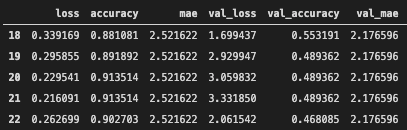 loss accuracy mae val_loss val_accuracy val_mae
18 0.339169 0.881081 2.521622 1.699437 0.553191 2.176596
19 0.295855 0.891892 2.521622 2.929947 0.489362 2.176596
20 0.229541 0.913514 2.521622 3.059832 0.489362 2.176596
21 0.216091 0.913514 2.521622 3.331850 0.489362 2.176596
22 0.262699 0.902703 2.521622 2.061542 0.468085 2.176596